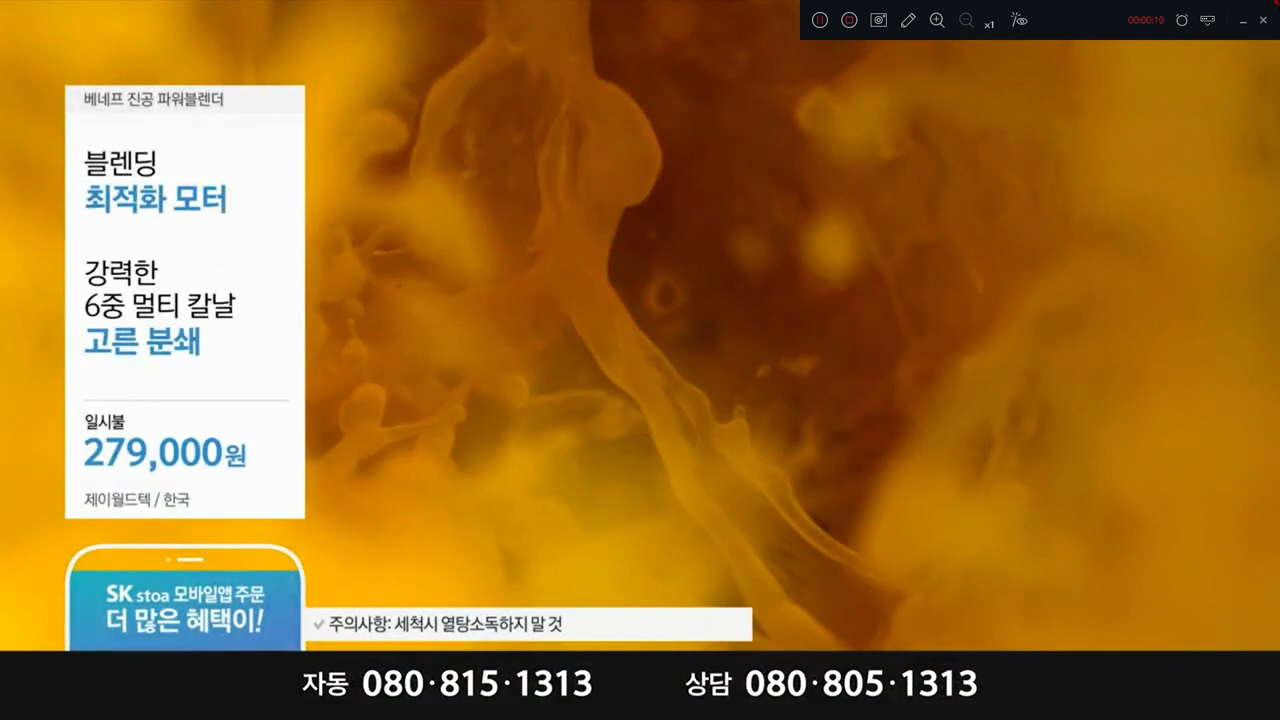 x1
00:00:10
베네프 진공 파워블렌더
블렌딩
최적화 모터
강력한
6중 멀티 칼날
고른 분쇄
일시불
279,000원
제이월드텍 / 한국
SK stoa 모바일앱 주문
더 많은 혜택이!
주의사항: 세척시 열탕소독하지 말 것
자동 080·815·1313 상담 080·805·1313